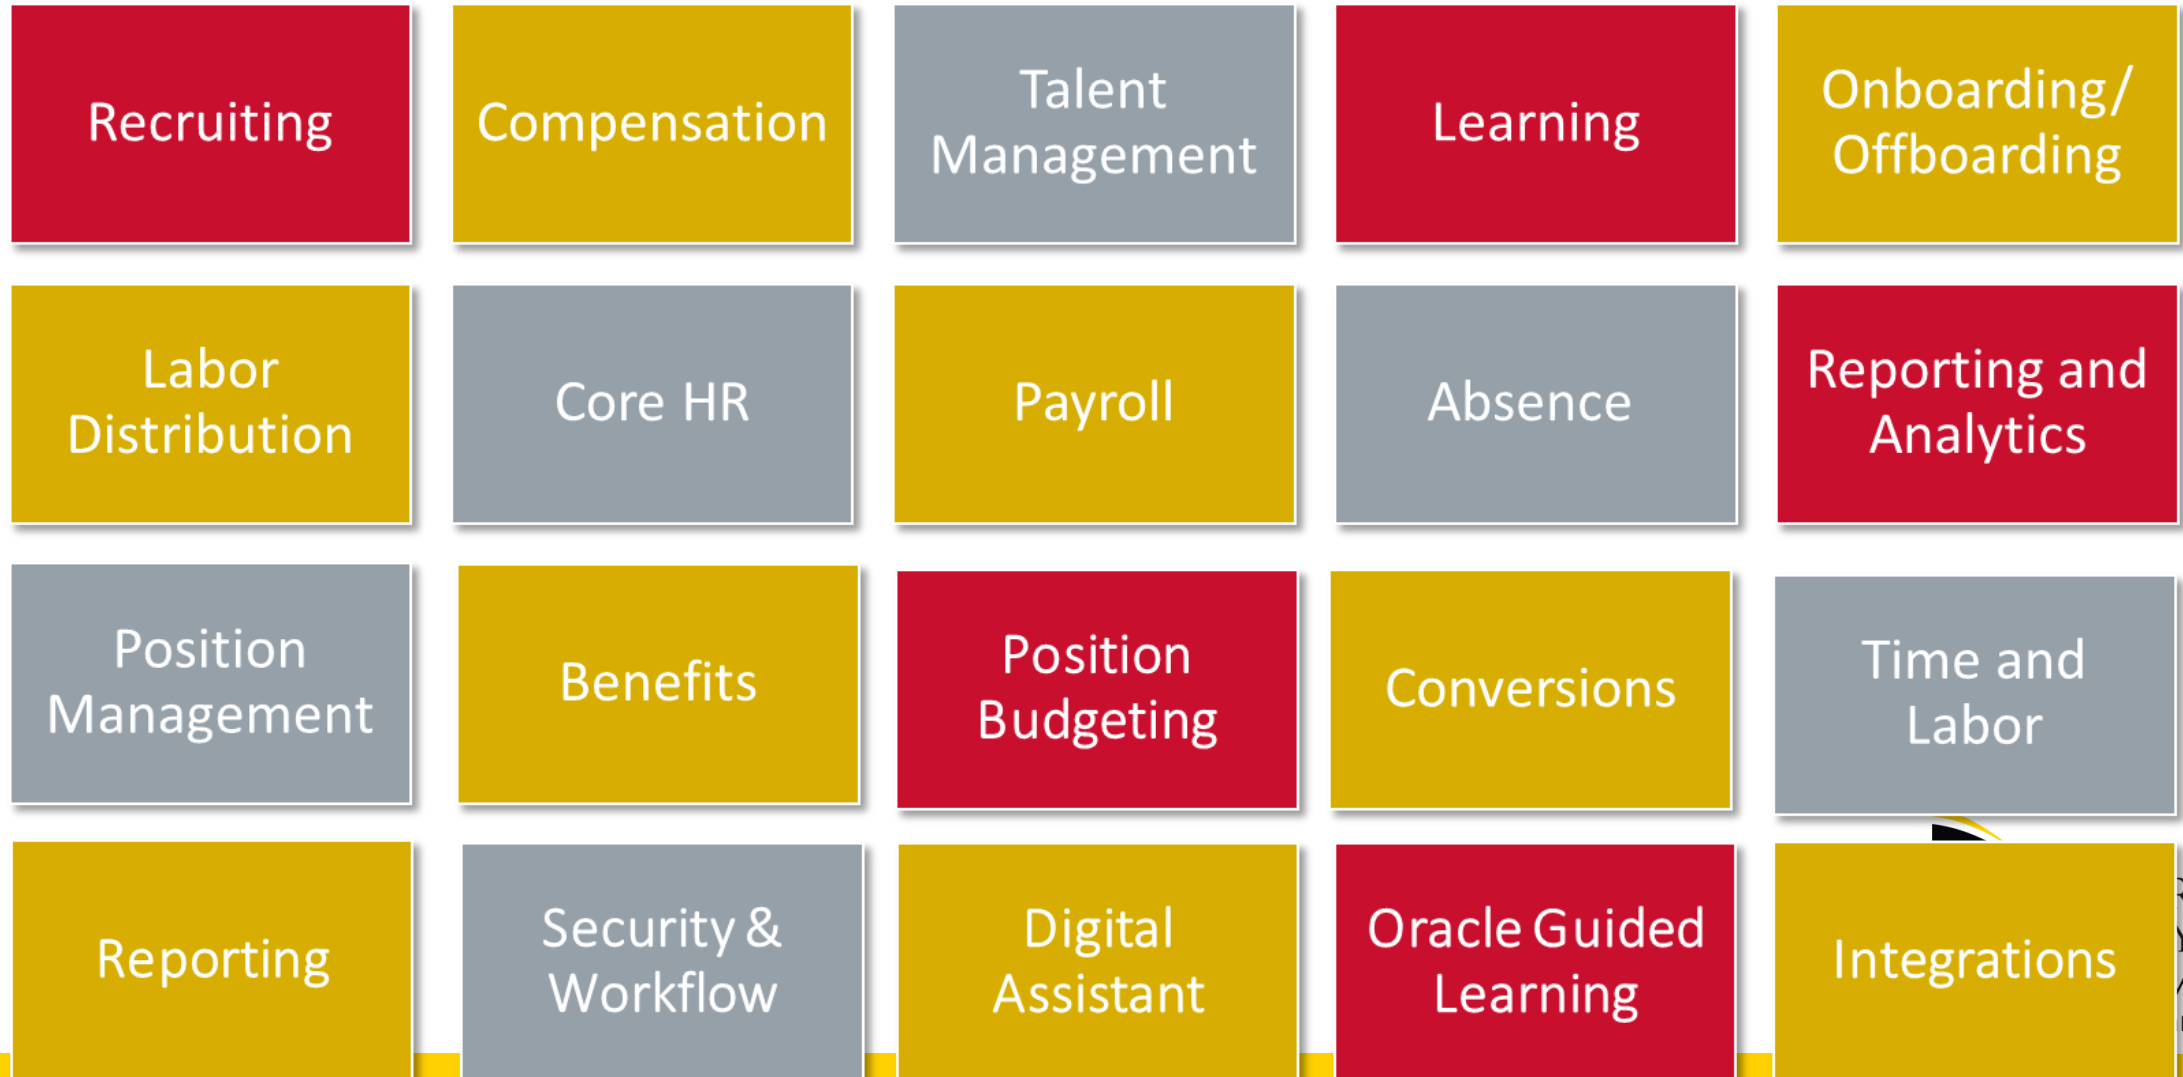 Recruiting
Compensation
Talent
Management
Learning
Onboarding/
Offboarding
Labor
Distribution
Core HR
Payroll
Absence
Reporting and
Analytics
Position
Management
Benefits
Position
Budgeting
Conversions
Time and
Labor
Reporting
Security &
Workflow
Digital
Assistant
Oracle Guided
Learning
Integrations